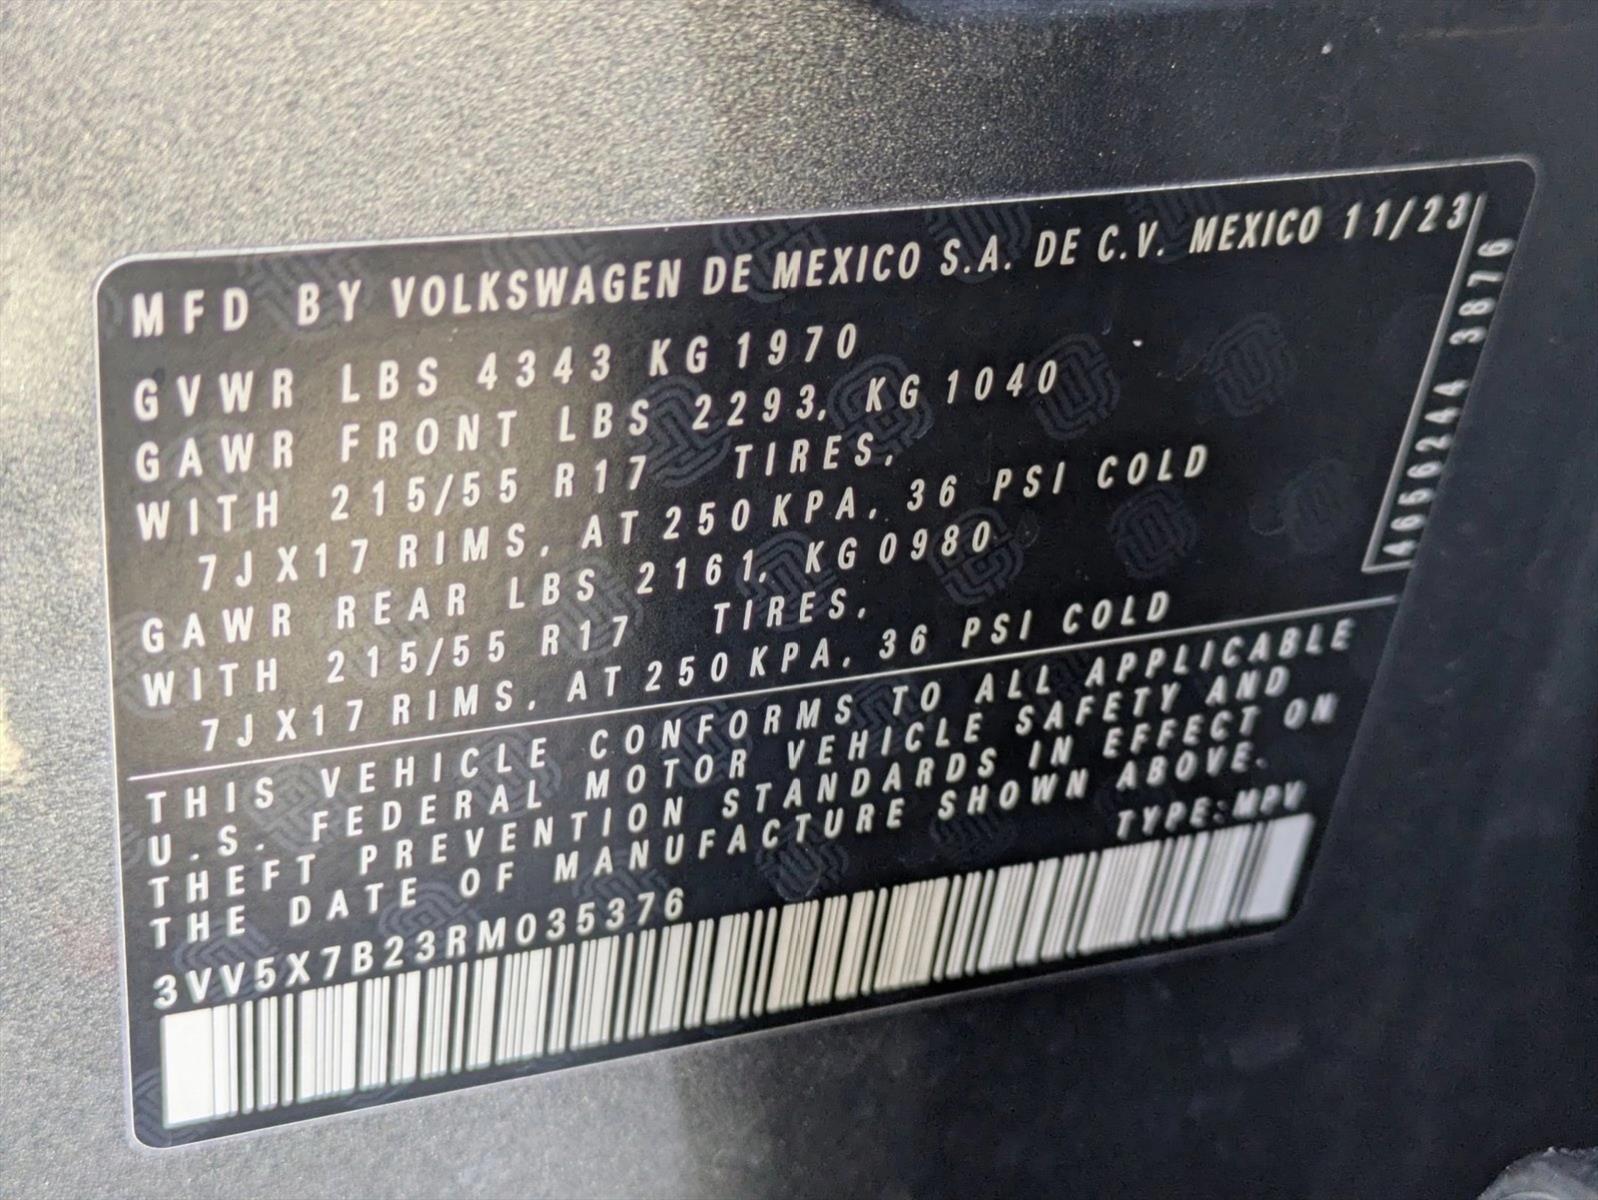 MFD BY VOLKSWAGEN DE MEXICO S.A. DE C.V. MEXICO 11/23
GVWR LBS 4343 KG 1970
GAWR FRONT LBS 2293, KG 1040
WITH 215/55 R17 TIRES,
7JX17 RIMS, AT 250 KPA, 36 PSI COLD
GAWR REAR LBS 2161, KG 0980
WITH 215/55 R17 TIRES,
7JX17 RIMS, AT 250 KPA, 36 PSI COLD
4656244 3876
THIS VEHICLE CONFORMS TO ALL APPLICABLE
U.S. FEDERAL MOTOR VEHICLE SAFETY AND
THEFT PREVENTION STANDARDS IN EFFECT ON
THE DATE OF MANUFACTURE SHOWN ABOVE.
TYPE: MPV
3VV5X7B23RM035376